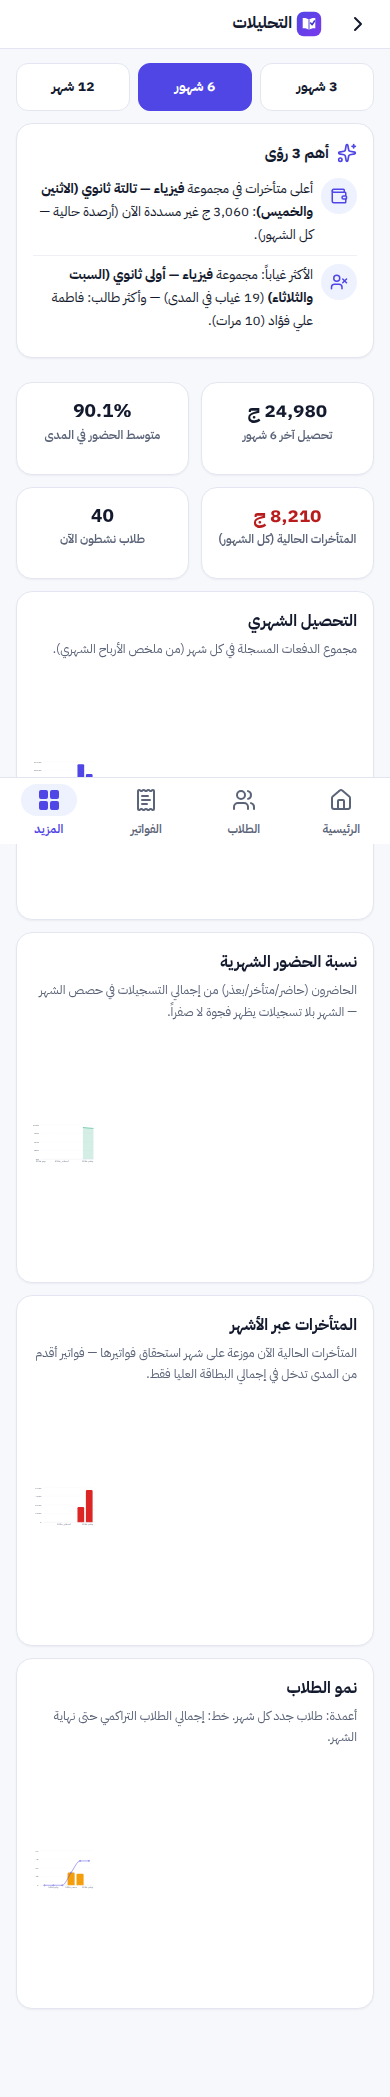 التحليلات
3 شهور
6 شهور
12 شهر
أهم 3 رؤى
أعلى متأخرات في مجموعة فيزياء — تالتة ثانوي (الاثنين
والخميس): 3,060 ج غير مسددة الآن (أرصدة حالية —
كل الشهور).
الأكثر غياباً: مجموعة فيزياء — أولى ثانوي (السبت
والثلاثاء) (19 غياب في المدى) — وأكثر طالب: فاطمة
علي فؤاد (10 مرات).
24,980 ج
تحصيل آخر 6 شهور
90.1%
متوسط الحضور في المدى
8,210 ج
المتأخرات الحالية (كل الشهور)
40
طلاب نشطون الآن
التحصيل الشهري
مجموع الدفعات المسجلة في كل شهر (من ملخص الأرباح الشهري).
الرئيسية
الطلاب
الفواتير
المزيد
نسبة الحضور الشهرية
الحاضرون (حاضر/متأخر/بعذر) من إجمالي التسجيلات في حصص الشهر
— الشهر بلا تسجيلات يظهر فجوة لا صفراً.
المتأخرات عبر الأشهر
المتأخرات الحالية الآن موزعة على شهر استحقاق فواتيرها — فواتير أقدم
من المدى تدخل في إجمالي البطاقة العليا فقط.
نمو الطلاب
أعمدة: طلاب جدد كل شهر. خط: إجمالي الطلاب التراكمي حتى نهاية
الشهر.